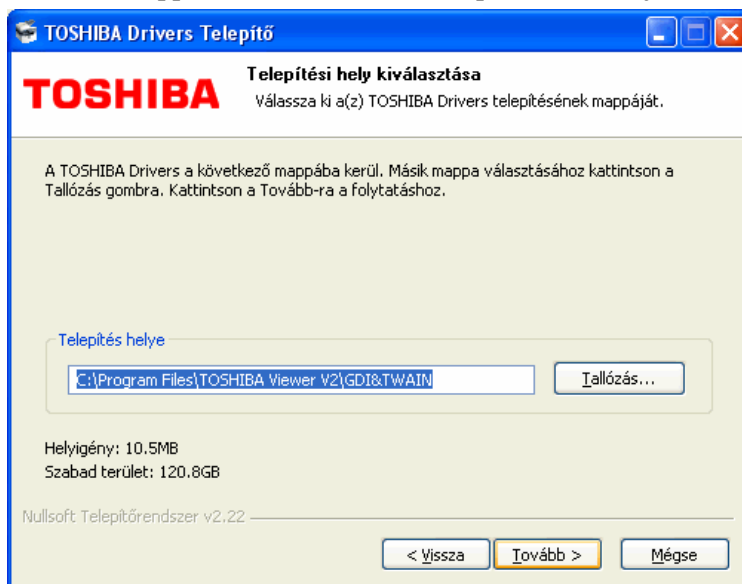 TOSHIBA Drivers Telepítő
TOSHIBA
Telepítési hely kiválasztása
Válassza ki a(z) TOSHIBA Drivers telepítésének mappáját.
A TOSHIBA Drivers a következő mappába kerül. Másik mappa választásához kattintson a
Tallózás gombra. Kattintson a Tovább-ra a folytatáshoz.
Telepítés helye
C:\Program Files\TOSHIBA Viewer V2\GDI&TWAIN
Tallózás...
Helyigény: 10.5MB
Szabad terület: 120.8GB
Nullsoft Telepítőrendszer v2.22
< Vissza
Tovább >
Mégse